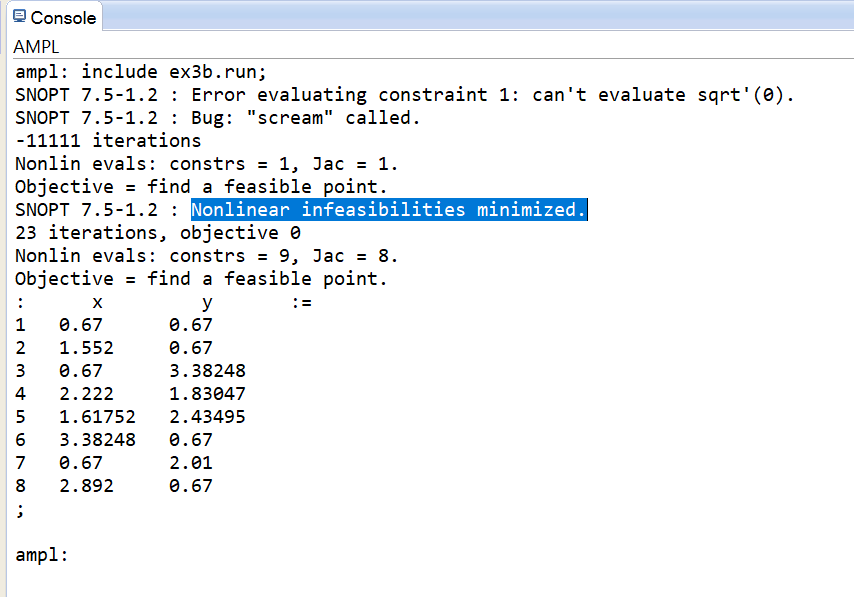 Console
AMPL
ampl: include ex3b.run;
SNOPT 7.5-1.2 : Error evaluating constraint 1: can't evaluate sqrt'(0).
SNOPT 7.5-1.2 : Bug: "scream" called.
-11111 iterations
Nonlin evals: constrs = 1, Jac = 1.
Objective = find a feasible point.
SNOPT 7.5-1.2 : Nonlinear infeasibilities minimized.
23 iterations, objective 0
Nonlin evals: constrs = 9, Jac = 8.
Objective = find a feasible point.
: x y :=
1 0.67 0.67
2 1.552 0.67
3 0.67 3.38248
4 2.222 1.83047
5 1.61752 2.43495
6 3.38248 0.67
7 0.67 2.01
8 2.892 0.67
;
ampl: